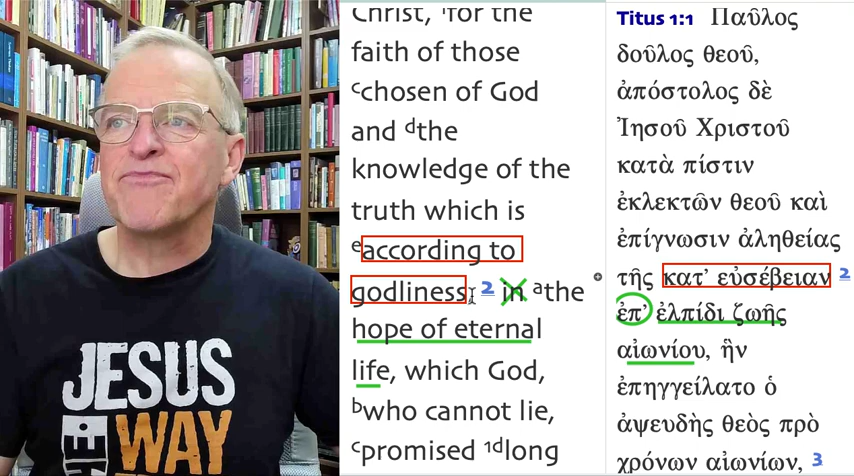 JESUS
THE
WAY
Christ, for the
faith of those
cchosen of God
and dthe
knowledge of the
truth which is
eaccording to
godliness, 2 in athe
hope of eternal
life, which God,
bwho cannot lie,
cpromised 1dlong
Titus 1:1 Παῦλος
δοῦλος θεοῦ,
ἀπόστολος δὲ
Ἰησοῦ Χριστοῦ
κατὰ πίστιν
ἐκλεκτῶν θεοῦ καὶ
ἐπίγνωσιν ἀληθείας
τῆς κατ’ εὐσέβειαν 2
ἐπ’ ἐλπίδι ζωῆς
αἰωνίου, ἣν
ἐπηγγείλατο ὁ
ἀψευδὴς θεὸς πρὸ
χρόνων αἰωνίων, 3